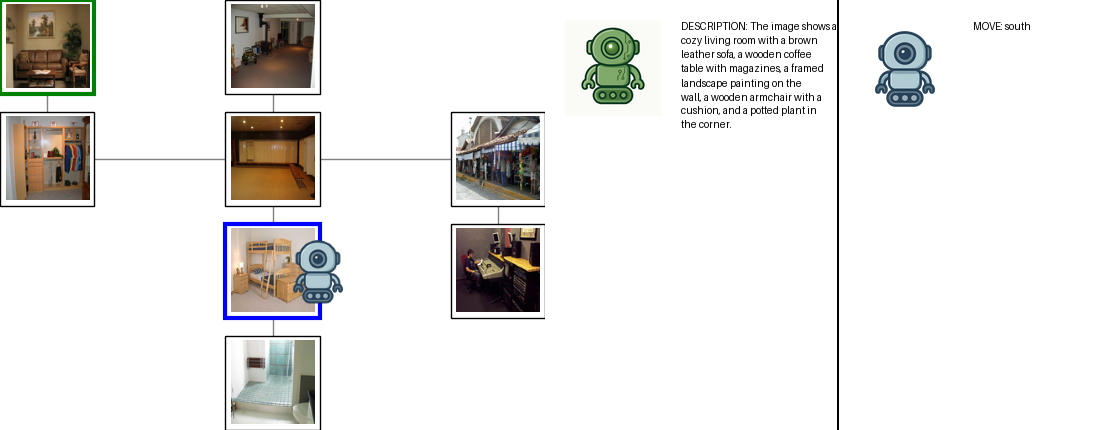 DESCRIPTION: The image shows a
cozy living room with a brown
leather sofa, a wooden coffee
table with magazines, a framed
landscape painting on the
wall, a wooden armchair with a
cushion, and a potted plant in
the corner.
MOVE: south